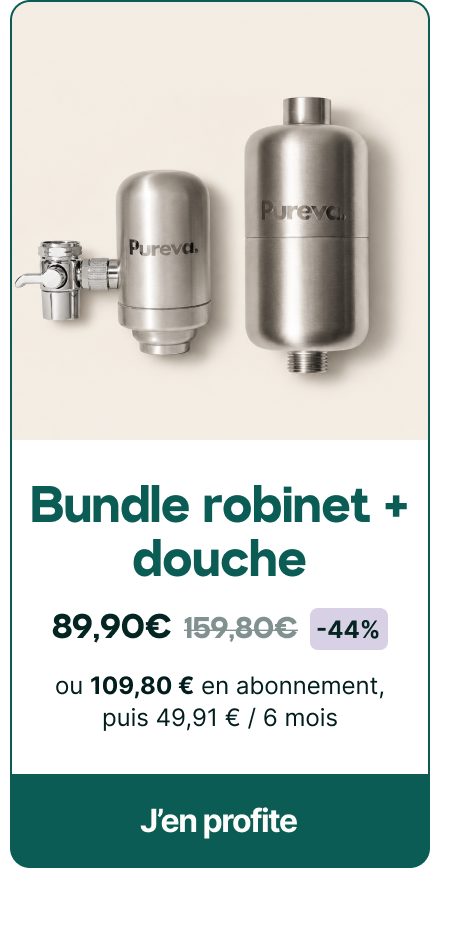 Pureva.
Pureva.
Bundle robinet +
douche
89,90€ 159,80€ -44%
ou 109,80 € en abonnement,
puis 49,91 € / 6 mois
J’en profite